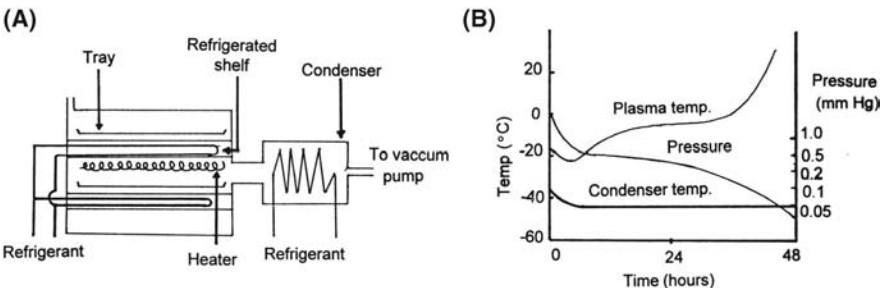 (A)
Tray
Refrigerated
shelf
Condenser
To vaccum
pump
Refrigerant
Heater
Refrigerant
(B)
Temp (°C)
20
0
-20
-40
-60
Plasma temp.
Pressure
Condenser temp.
Pressure
(mm Hg)
1.0
0.5
0.2
0.1
0.05
0
24
48
Time (hours)